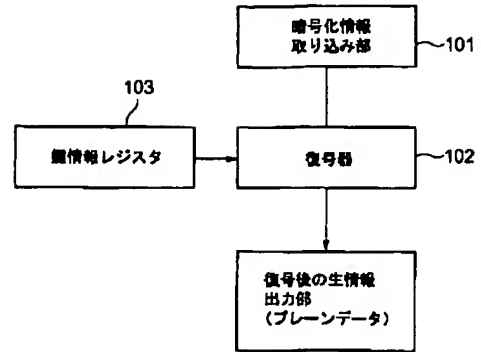 暗号化情報
取り込み部
101
103
鍵情報レジスタ
復号器
102
復号後の生情報
出力部
(プレーンデータ)